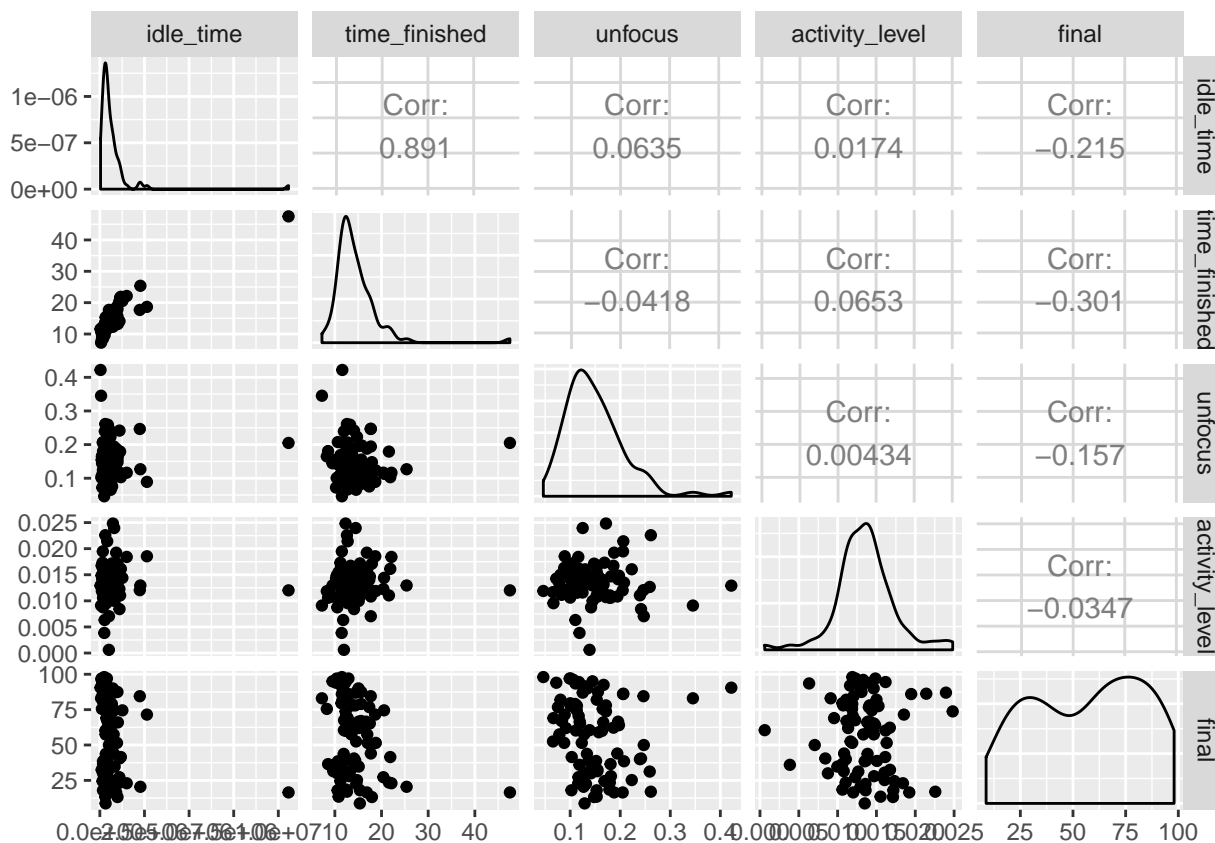 idle_time time_finished unfocus activity_level final
1e−06
5e−07
0e+00
Corr:
0.891
Corr:
0.0635
Corr:
0.0174
Corr:
−0.215
idle_time
40
30
20
10
Corr:
−0.0418
Corr:
0.0653
Corr:
−0.301
time_finished
0.4
0.3
0.2
0.1
Corr:
0.00434
Corr:
−0.157
unfocus
0.025
0.020
0.015
0.010
0.005
0.000
Corr:
−0.0347
activity_level
100
75
50
25
final
10 20 30 40 0.1 0.2 0.3 0.4 25 50 75 100